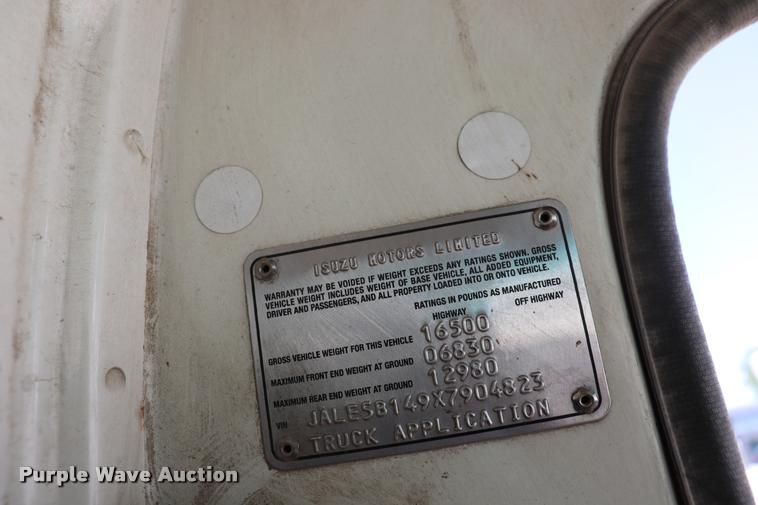 ISUZU MOTORS LIMITED
WARRANTY MAY BE VOIDED IF WEIGHT EXCEEDS ANY RATINGS SHOWN. GROSS
VEHICLE WEIGHT INCLUDES WEIGHT OF BASE VEHICLE, ALL ADDED EQUIPMENT,
DRIVER AND PASSENGERS, AND ALL PROPERTY LOADED INTO OR ONTO VEHICLE.
RATINGS IN POUNDS AS MANUFACTURED
HIGHWAY OFF HIGHWAY
GROSS VEHICLE WEIGHT FOR THIS VEHICLE 16500
MAXIMUM FRONT END WEIGHT AT GROUND 06830
MAXIMUM REAR END WEIGHT AT GROUND 12980
VIN JALE5B149X7904823
TRUCK APPLICATION
Purple Wave Auction